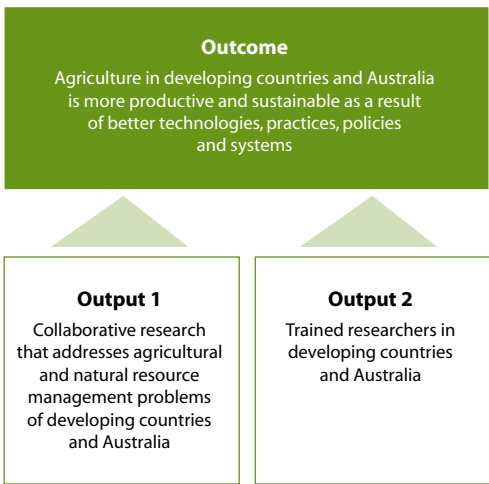 Outcome
Agriculture in developing countries and Australia
is more productive and sustainable as a result
of better technologies, practices, policies
and systems
Output 1
Collaborative research
that addresses agricultural
and natural resource
management problems
of developing countries
and Australia
Output 2
Trained researchers in
developing countries
and Australia